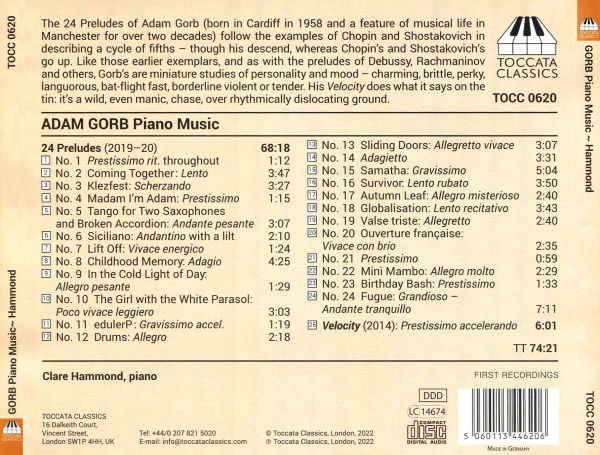 TOCC 0620
GORB Piano Music~ Hammond
The 24 Preludes of Adam Gorb (born in Cardiff in 1958 and a feature of musical life in
Manchester for over two decades) follow the examples of Chopin and Shostakovich in
describing a cycle of fifths – though his descend, whereas Chopin's and Shostakovich's
go up. Like those earlier exemplars, and as with the preludes of Debussy, Rachmaninov
and others, Gorb's are miniature studies of personality and mood – charming, brittle, perky,
languorous, bat-flight fast, borderline violent or tender. His Velocity does what it says on the
tin: it's a wild, even manic, chase, over rhythmically dislocating ground.
TOCCATA
CLASSICS
TOCC 0620
ADAM GORB Piano Music
24 Preludes (2019–20) 68:18
1 No. 1 Prestissimo rit. throughout 1:12
2 No. 2 Coming Together: Lento 3:47
3 No. 3 Klezfest: Scherzando 3:27
4 No. 4 Madam I'm Adam: Prestissimo 1:15
5 No. 5 Tango for Two Saxophones
and Broken Accordion: Andante pesante 3:07
6 No. 6 Siciliano: Andantino with a lilt 2:10
7 No. 7 Lift Off: Vivace energico 1:24
8 No. 8 Childhood Memory: Adagio 4:25
9 No. 9 In the Cold Light of Day:
Allegro pesante 1:29
10 No. 10 The Girl with the White Parasol:
Poco vivace leggiero 3:03
11 No. 11 edulerP: Gravissimo accel. 1:19
12 No. 12 Drums: Allegro 2:18
13 No. 13 Sliding Doors: Allegretto vivace 3:07
14 No. 14 Adagietto 3:31
15 No. 15 Samatha: Gravissimo 5:04
16 No. 16 Survivor: Lento rubato 3:50
17 No. 17 Autumn Leaf: Allegro misterioso 2:40
18 No. 18 Globalisation: Lento recitativo 3:43
19 No. 19 Valse triste: Allegretto 2:40
20 No. 20 Ouverture française:
Vivace con brio 2:35
21 No. 21 Prestissimo 0:59
22 No. 22 Mini Mambo: Allegro molto 2:29
23 No. 23 Birthday Bash: Prestissimo 1:33
24 No. 24 Fugue: Grandioso –
Andante tranquillo 7:11
25 Velocity (2014): Prestissimo accelerando 6:01
TT 74:21
Clare Hammond, piano
FIRST RECORDINGS
TOCCATA CLASSICS
16 Dalkeith Court,
Vincent Street,
London SW1P 4HH, UK
Tel: +44/0 207 821 5020
E-mail: info@toccataclassics.com
© Toccata Classics, London, 2022
℗ Toccata Classics, London, 2022
DDD
LC 14674
COMPACT
disc
DIGITAL AUDIO
5 060113 446206
MADE IN GERMANY
GORB Piano Music ~ Hammond
TOCC 0620